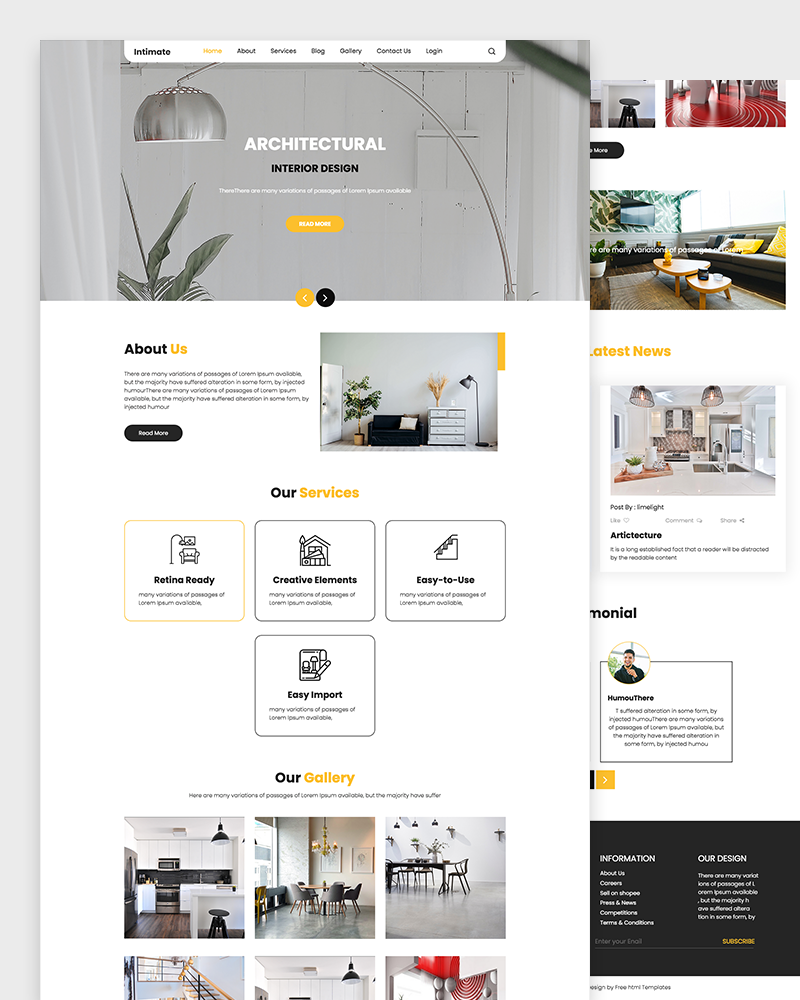 Intimate
Home About Services Blog Gallery Contact Us Login
ARCHITECTURAL
INTERIOR DESIGN
ThereThere are many variations of passages of Lorem Ipsum available
READ MORE
About Us
There are many variations of passages of Lorem Ipsum available,
but the majority have suffered alteration in some form, by injected
humourThere are many variations of passages of Lorem Ipsum
available, but the majority have suffered alteration in some form, by
injected humour
Read More
Our Services
Retina Ready
many variations of passages of
Lorem Ipsum available,
Creative Elements
many variations of passages of
Lorem Ipsum available,
Easy-to-Use
many variations of passages of
Lorem Ipsum available,
Easy Import
many variations of passages of
Lorem Ipsum available,
Our Gallery
Here are many variations of passages of Lorem Ipsum available, but the majority have suffer
e More
re are many variations of passages of Lorem
Latest News
Post By : limelight
Like Comment Share
Artictecture
It is a long established fact that a reader will be distracted
by the readable content
monial
HumouThere
T suffered alteration in some form, by
injected humouThere are many variations
of passages of Lorem Ipsum available, but
the majority have suffered alteration in
some form, by injected humou
INFORMATION
About Us
Careers
Sell on shopee
Press & News
Competitions
Terms & Conditions
OUR DESIGN
There are many variat
ions of passages of L
orem Ipsum available
, but the majority h
ave suffered altera
tion in some form, by
Enter your Email
SUBSCRIBE
esign by Free html Templates